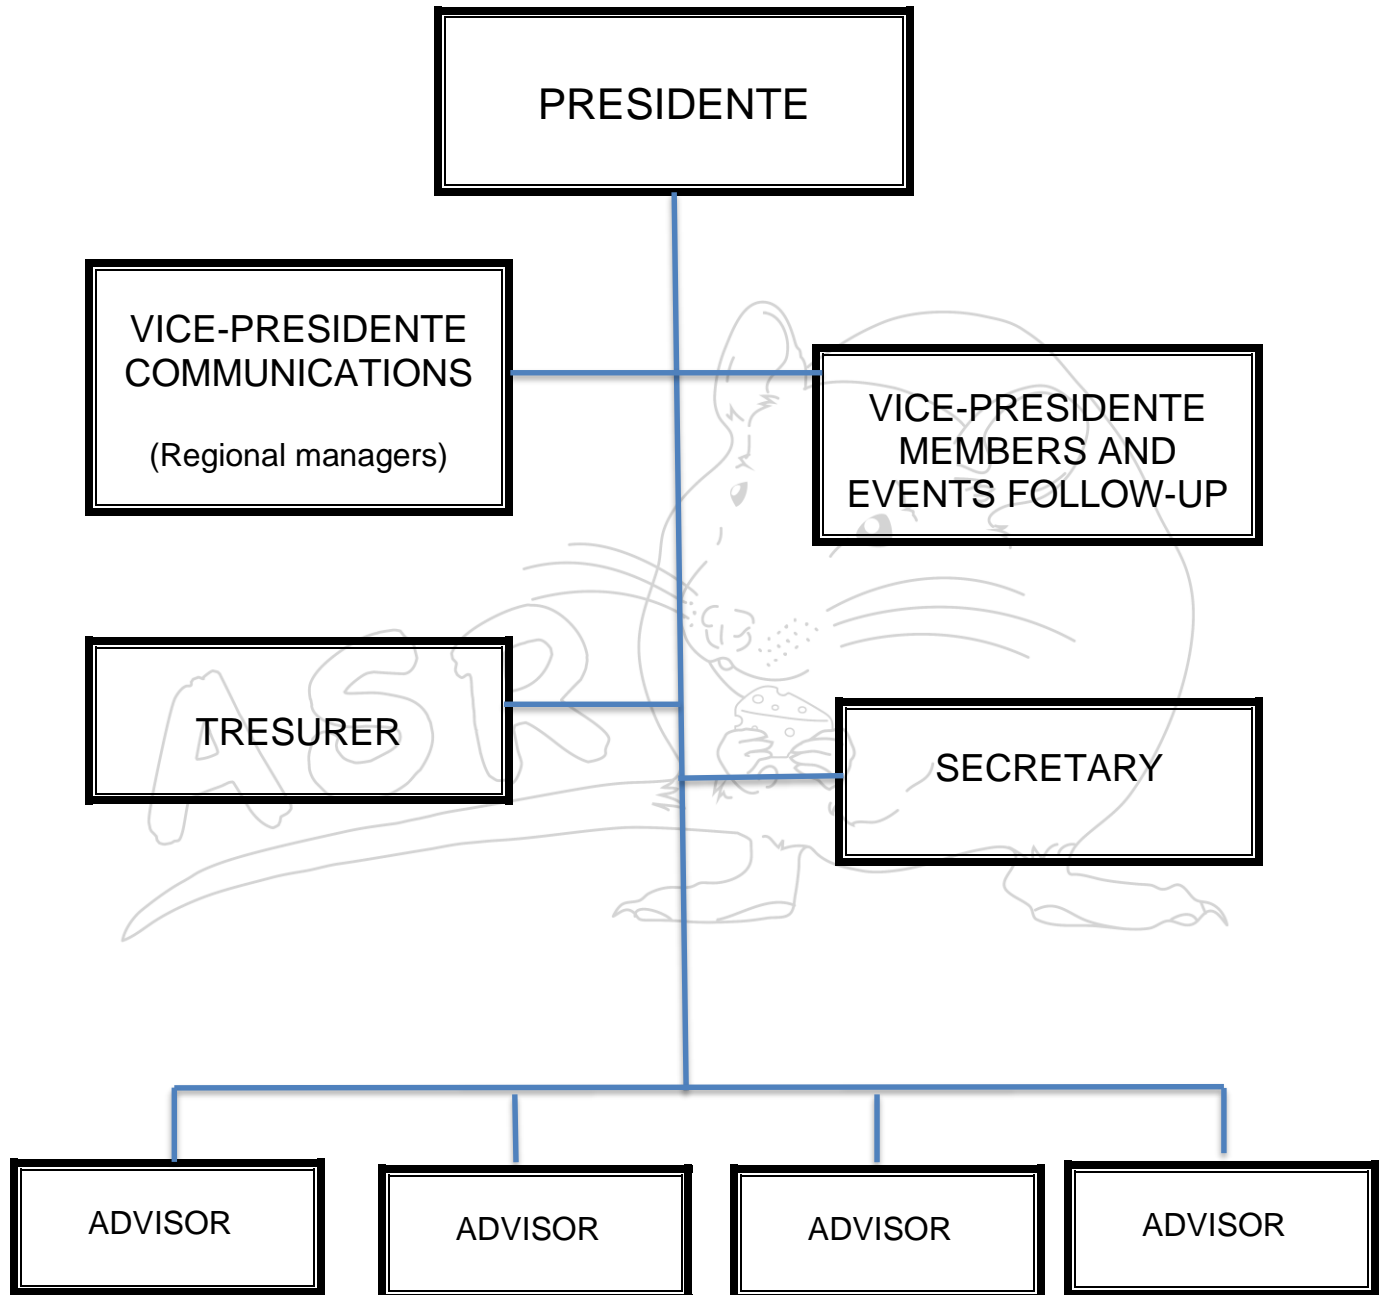 PRESIDENTE
VICE-PRESIDENTE
COMMUNICATIONS
(Regional managers)
VICE-PRESIDENTE
MEMBERS AND
EVENTS FOLLOW-UP
TRESURER
SECRETARY
ASR
ADVISOR
ADVISOR
ADVISOR
ADVISOR